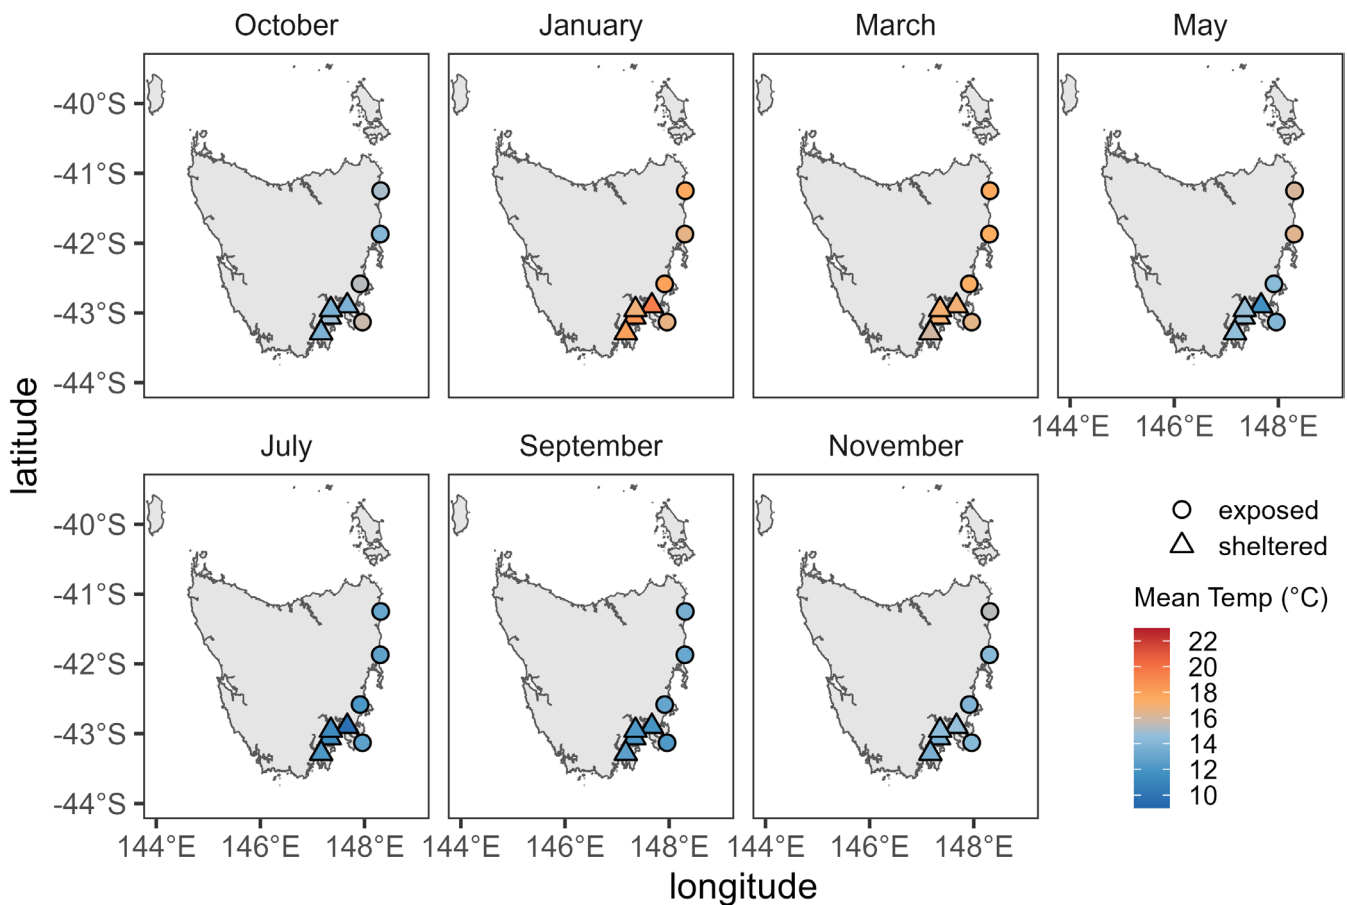 October
January
March
May
-40°S
-41°S
-42°S
-43°S
-44°S
144°E 146°E 148°E
latitude
July
September
November
-40°S
-41°S
-42°S
-43°S
-44°S
144°E 146°E 148°E 144°E 146°E 148°E 144°E 146°E 148°E
longitude
exposed
sheltered
Mean Temp (°C)
22
20
18
16
14
12
10